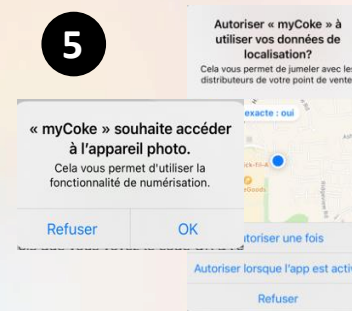 5
Autoriser « myCoke » à
utiliser vos données de
localisation?
Cela vous permet de jumeler avec les
distributeurs de votre point de vente
exacte : oui
« myCoke » souhaite accéder
à l'appareil photo.
Cela vous permet d'utiliser la
fonctionnalité de numérisation.
Refuser
OK
une fois
Autoriser lorsque l'app est
Refuser